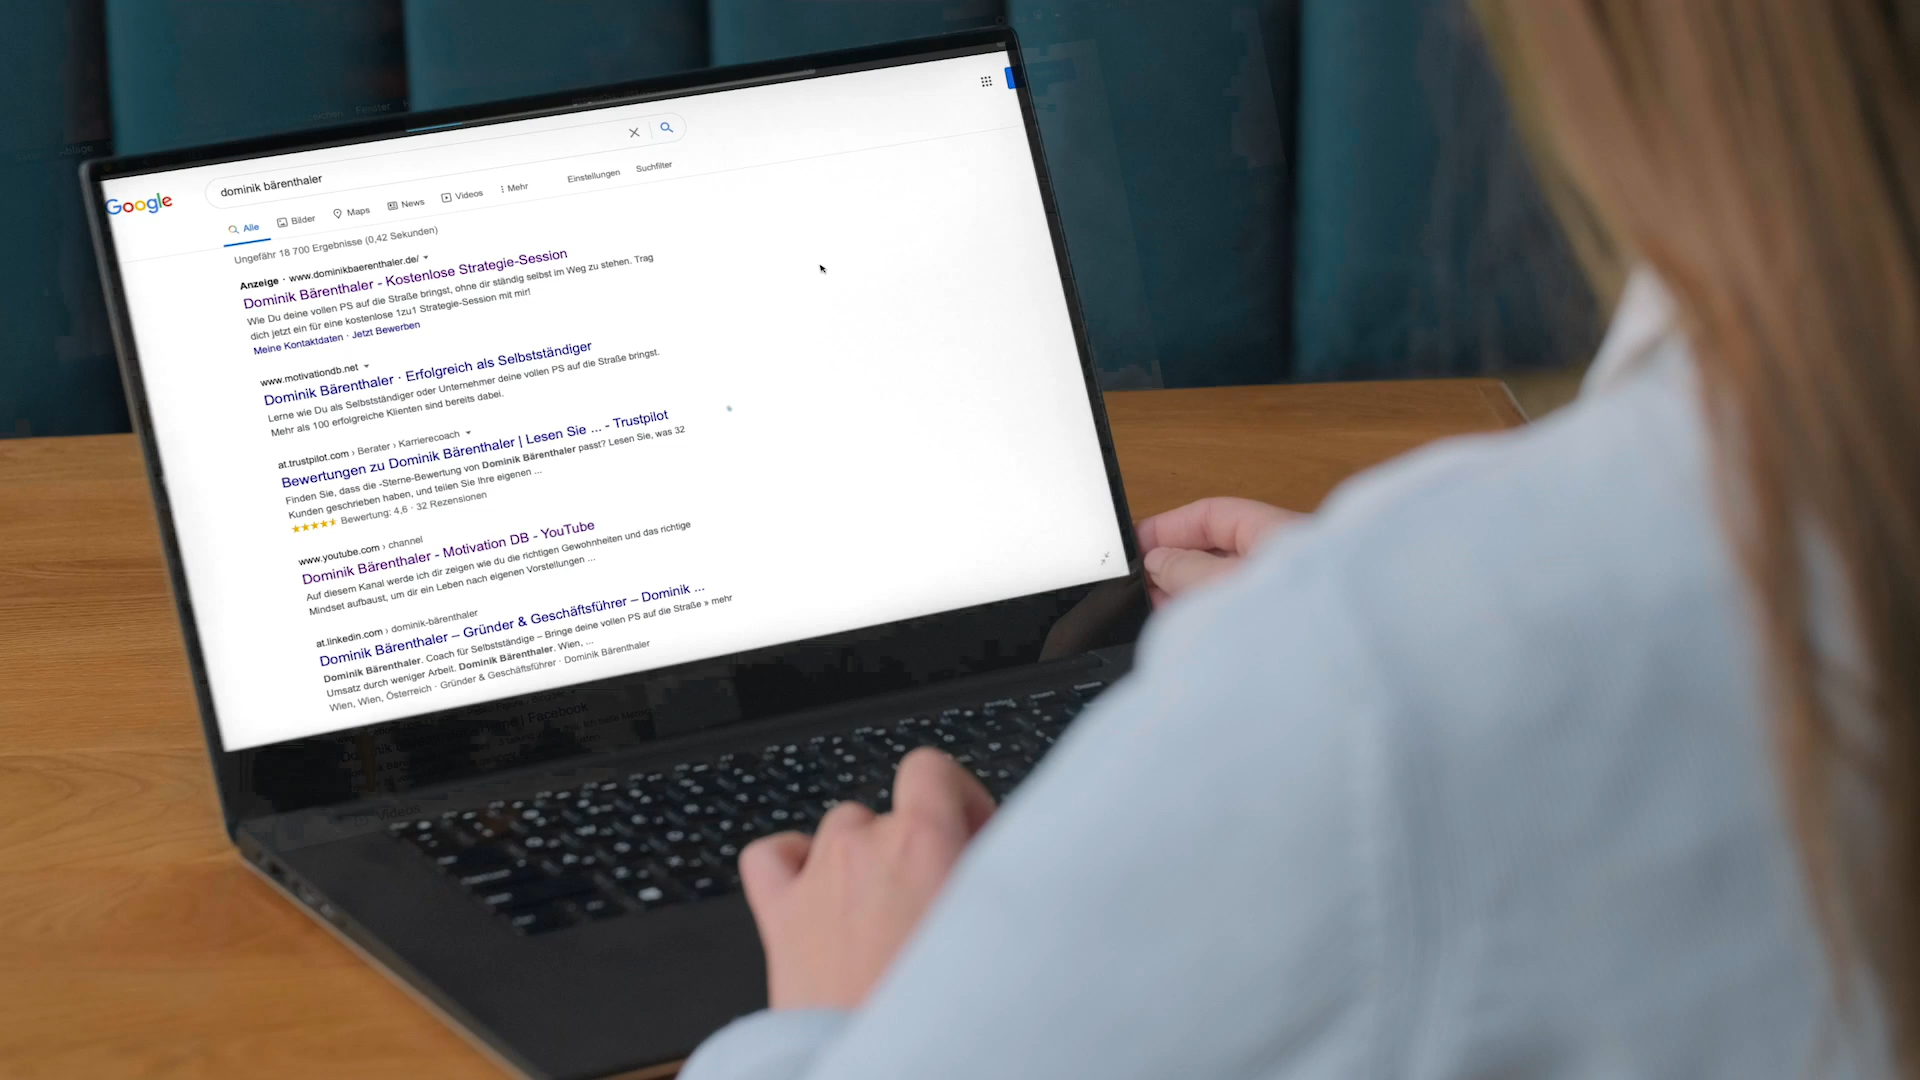 Google
dominik bärenthaler
Alle Bilder Maps News Videos Mehr Einstellungen Suchfilter
Ungefähr 18 700 Ergebnisse (0,42 Sekunden)
Anzeige · www.dominikbaerenthaler.de/
Dominik Bärenthaler - Kostenlose Strategie-Session
Wie Du deine vollen PS auf die Straße bringst, ohne dir ständig selbst im Weg zu stehen. Trag
dich jetzt ein für eine kostenlose 1zu1 Strategie-Session mit mir!
Meine Kontaktdaten · Jetzt Bewerben
www.motivationdb.net
Dominik Bärenthaler · Erfolgreich als Selbstständiger
Lerne wie Du als Selbstständiger oder Unternehmer deine vollen PS auf die Straße bringst.
Mehr als 100 erfolgreiche Klienten sind bereits dabei.
at.trustpilot.com › Berater › Karrierecoach
Bewertungen zu Dominik Bärenthaler | Lesen Sie ... - Trustpilot
Finden Sie, dass die -Sterne-Bewertung von Dominik Bärenthaler passt? Lesen Sie, was 32
Kunden geschrieben haben, und teilen Sie Ihre eigenen ...
Bewertung: 4,6 · 32 Rezensionen
www.youtube.com › channel
Dominik Bärenthaler - Motivation DB - YouTube
Auf diesem Kanal werde ich dir zeigen wie du die richtigen Gewohnheiten und das richtige
Mindset aufbaust, um dir ein Leben nach eigenen Vorstellungen ...
at.linkedin.com › dominik-bärenthaler
Dominik Bärenthaler – Gründer & Geschäftsführer – Dominik ...
Dominik Bärenthaler. Coach für Selbstständige – Bringe deine vollen PS auf die Straße » mehr
Umsatz durch weniger Arbeit. Dominik Bärenthaler. Wien, ...
Wien, Wien, Österreich · Gründer & Geschäftsführer · Dominik Bärenthaler
| Facebook
Videos